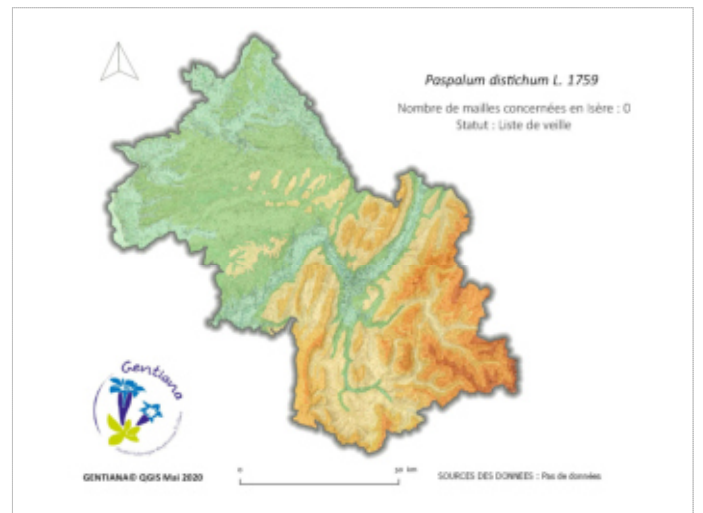 Paspalum distichum L. 1759
Nombre de mailles concernées en Isère : 0
Statut : Liste de veille
Gentiana
0
30 km
GENTIANA© QGIS Mai 2020
SOURCES DES DONNEES : Pas de données